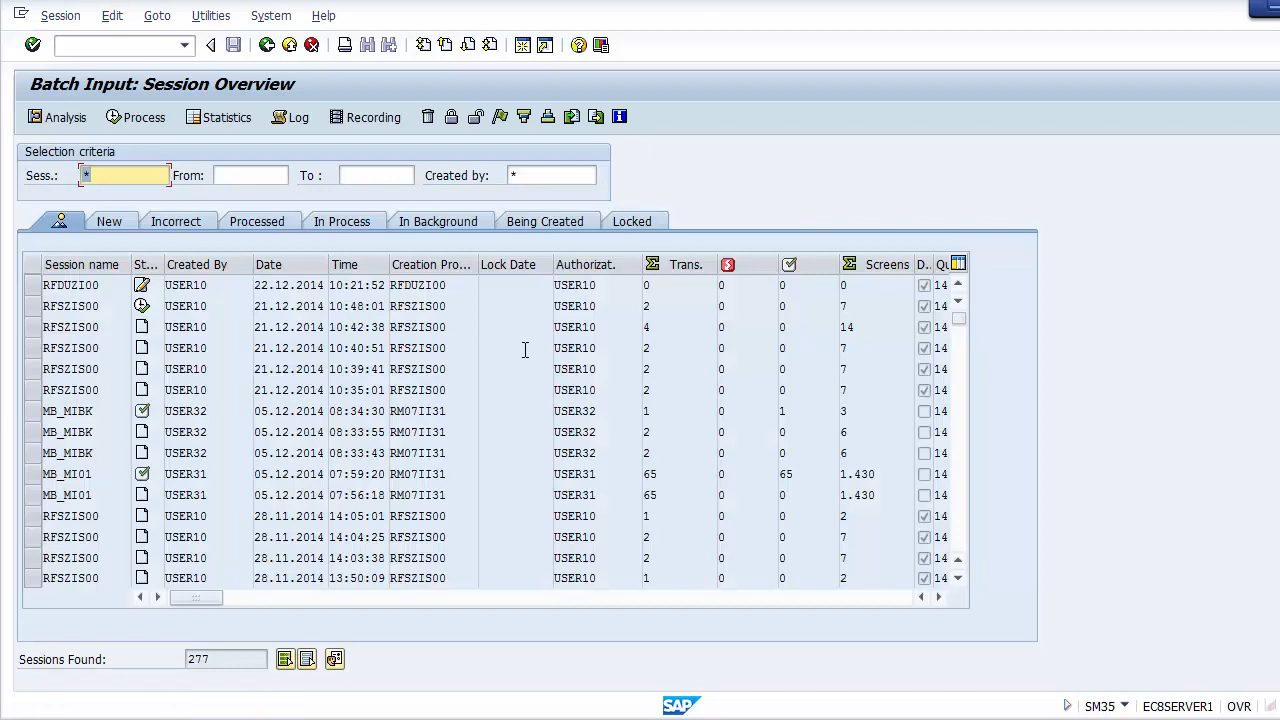 Session Edit Goto Utilities System Help
Batch Input: Session Overview
Analysis Process Statistics Log Recording
Selection criteria
Sess.: * From: To : Created by: *
New Incorrect Processed In Process In Background Being Created Locked
Session name St... Created By Date Time Creation Pro... Lock Date Authorizat. Trans. Screens D.. Qu
RFDUZI00 USER10 22.12.2014 10:21:52 RFDUZI00 USER10 0 0 0 0 14
RFSZIS00 USER10 21.12.2014 10:48:01 RFSZIS00 USER10 2 0 0 7 14
RFSZIS00 USER10 21.12.2014 10:42:38 RFSZIS00 USER10 4 0 0 14 14
RFSZIS00 USER10 21.12.2014 10:40:51 RFSZIS00 USER10 2 0 0 7 14
RFSZIS00 USER10 21.12.2014 10:39:41 RFSZIS00 USER10 2 0 0 7 14
RFSZIS00 USER10 21.12.2014 10:35:01 RFSZIS00 USER10 2 0 0 7 14
MB_MIBK USER32 05.12.2014 08:34:30 RM07II31 USER32 1 0 1 3 14
MB_MIBK USER32 05.12.2014 08:33:55 RM07II31 USER32 2 0 0 6 14
MB_MIBK USER32 05.12.2014 08:33:43 RM07II31 USER32 2 0 0 6 14
MB_MI01 USER31 05.12.2014 07:59:20 RM07II31 USER31 65 0 65 1.430 14
MB_MI01 USER31 05.12.2014 07:56:18 RM07II31 USER31 65 0 0 1.430 14
RFSZIS00 USER10 28.11.2014 14:05:01 RFSZIS00 USER10 1 0 0 2 14
RFSZIS00 USER10 28.11.2014 14:04:25 RFSZIS00 USER10 2 0 0 7 14
RFSZIS00 USER10 28.11.2014 14:03:38 RFSZIS00 USER10 2 0 0 7 14
RFSZIS00 USER10 28.11.2014 13:50:09 RFSZIS00 USER10 1 0 0 2 14
Sessions Found: 277
SAP SM35 EC8SERVER1 OVR